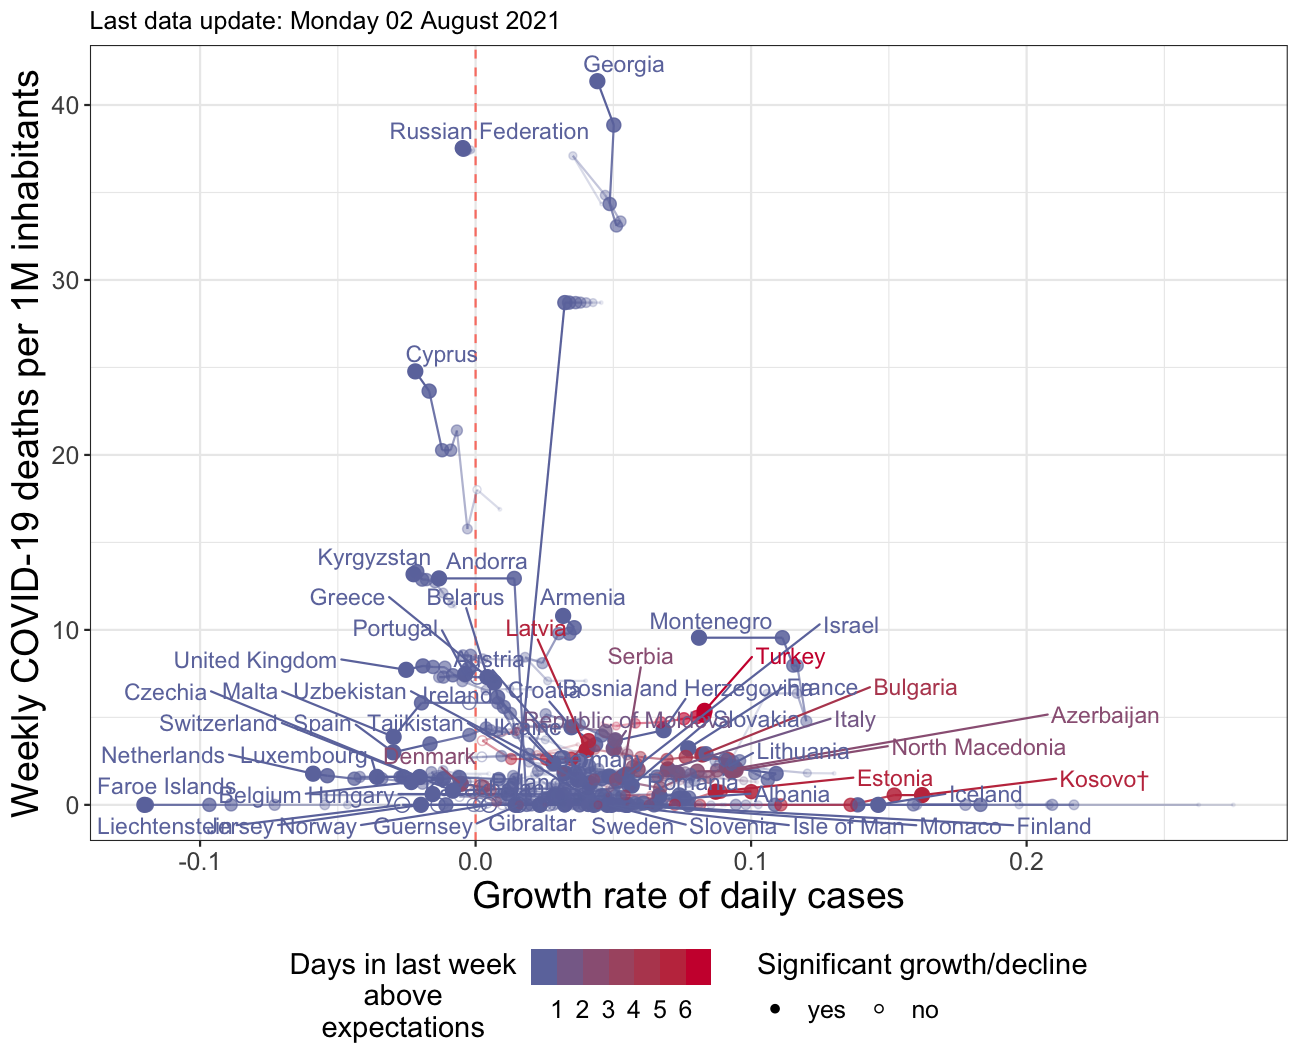 Last data update: Monday 02 August 2021
Weekly COVID-19 deaths per 1M inhabitants
40
30
20
10
0
Georgia
Russian Federation
Cyprus
Kyrgyzstan
Andorra
Greece
Belarus
Armenia
Portugal
Latvia
Montenegro
Israel
United Kingdom
Austria
Serbia
Turkey
Czechia
Malta
Uzbekistan
Ireland
Croatia
Bosnia and Herzegovina
France
Bulgaria
Switzerland
Spain
Tajikistan
Ukraine
Republic of Moldova
Slovakia
Italy
Azerbaijan
Netherlands
Luxembourg
Denmark
Lithuania
North Macedonia
Faroe Islands
Belgium
Hungary
Poland
Romania
Albania
Estonia
Iceland
Kosovo†
Liechtenstein
Jersey
Norway
Guernsey
Gibraltar
Sweden
Slovenia
Isle of Man
Monaco
Finland
-0.1
0.0
0.1
0.2
Growth rate of daily cases
Days in last week
above
expectations
1 2 3 4 5 6
Significant growth/decline
yes
no